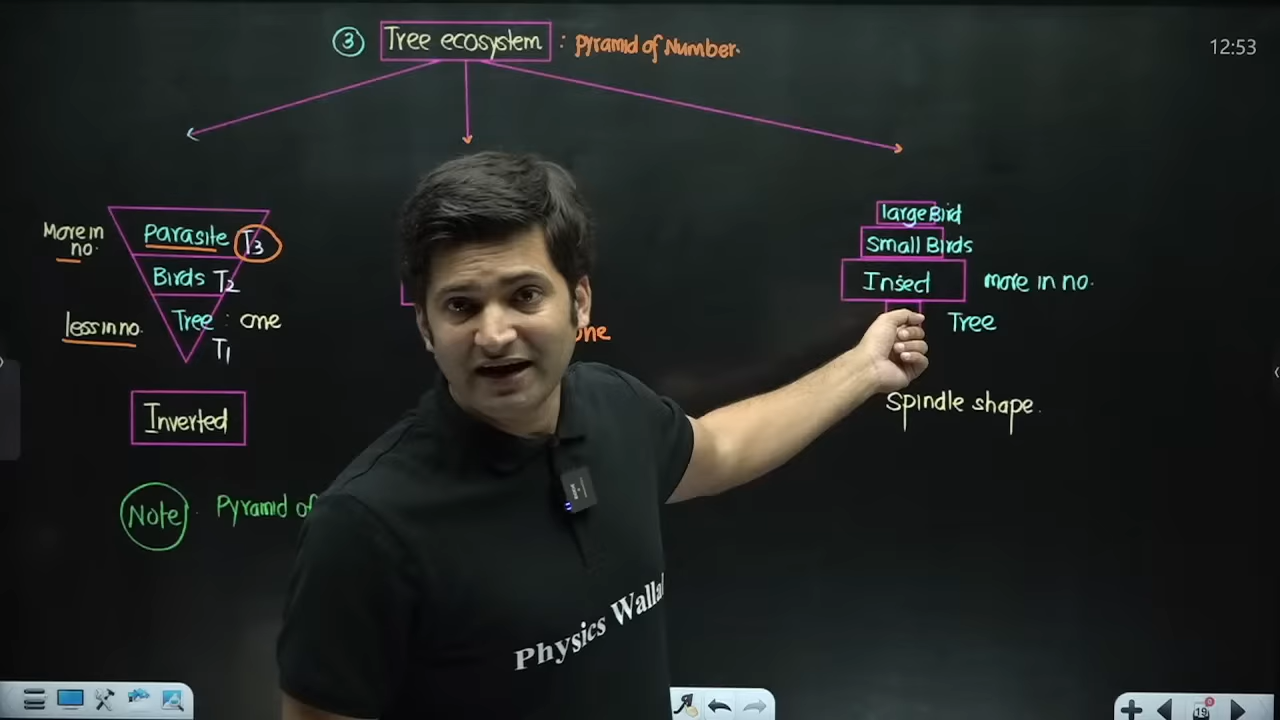 ③ Tree ecosystem : Pyramid of Number.
12:53
More in no.
Parasite T3
Birds T2
less in no.
Tree : one
T1
Inverted
Note Pyramid of
one
large Bird
Small Birds
Insect more in no.
Tree
Spindle shape.
Physics Walla
19